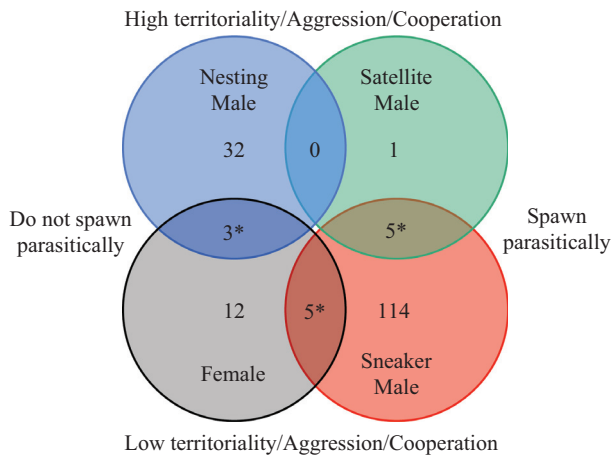 High territoriality/Aggression/Cooperation
Nesting
Male
Satellite
Male
32
0
1
Do not spawn
parasitically
3*
5*
Spawn
parasitically
12
5*
114
Female
Sneaker
Male
Low territoriality/Aggression/Cooperation